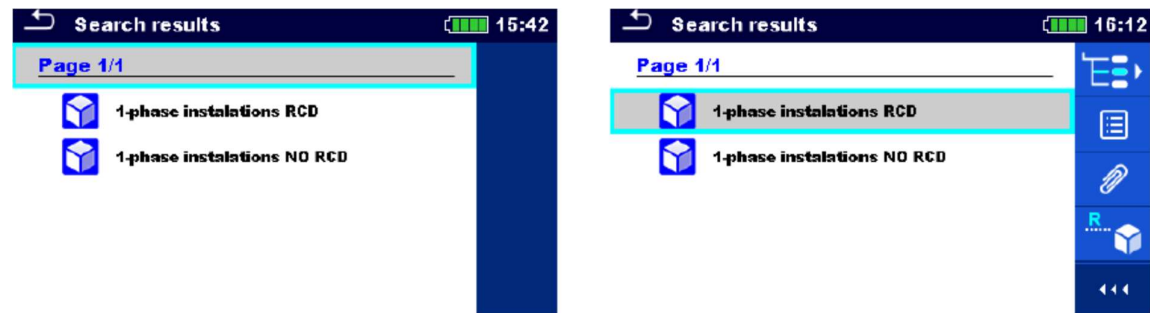 Search results 15:42
Page 1/1
1-phase instalations RCD
1-phase instalations NO RCD
Search results 16:12
Page 1/1
1-phase instalations RCD
1-phase instalations NO RCD
R